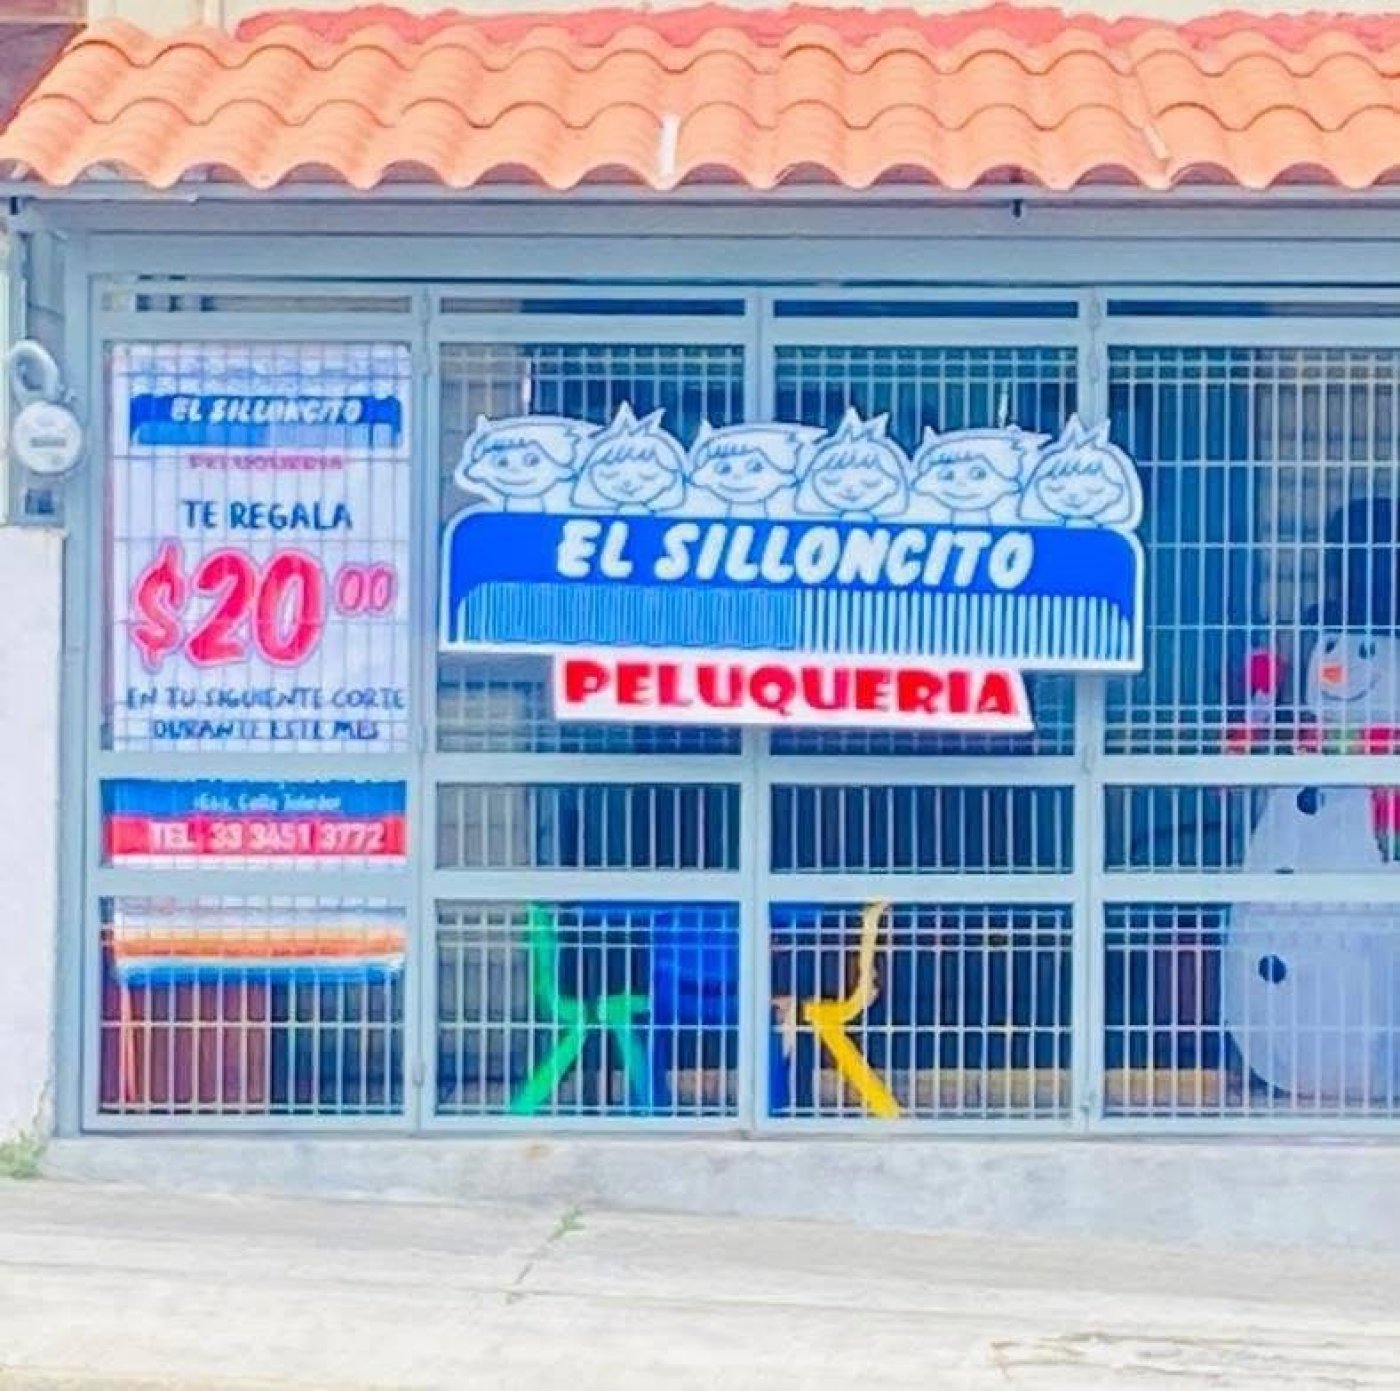 EL SILLONCITO
PELUQUERIA
TE REGALA
$20.00
EN TU SIGUIENTE CORTE
DURANTE ESTE MES
TEL. 33 3451 3772
EL SILLONCITO
PELUQUERIA